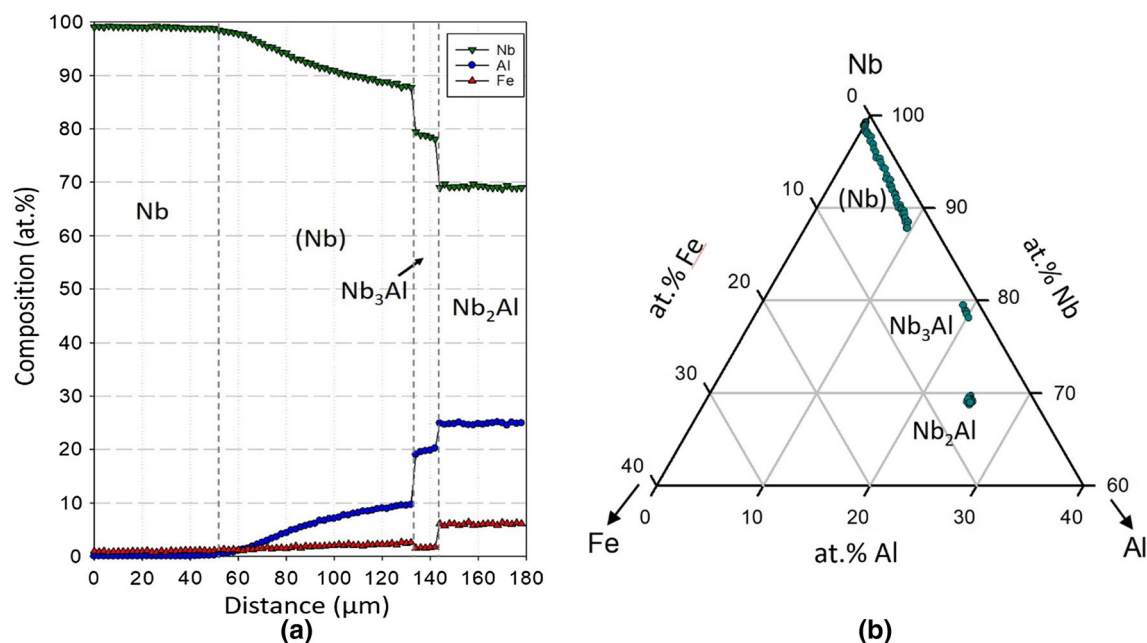 100
90
80
70
60
50
40
30
20
10
0
Composition (at.%)
Nb
Al
Fe
Nb
(Nb)
Nb₃Al
Nb₂Al
0 20 40 60 80 100 120 140 160 180
Distance (µm)
(a)
Nb
0 100
10 (Nb) 90
at.% Fe
at.% Nb
20 80
Nb₃Al
30 70
Nb₂Al
40 60
0 10 20 30 40
Fe at.% Al Al
(b)